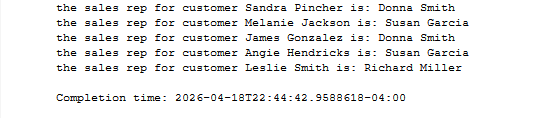 the sales rep for customer Sandra Pincher is: Donna Smith
the sales rep for customer Melanie Jackson is: Susan Garcia
the sales rep for customer James Gonzalez is: Donna Smith
the sales rep for customer Angie Hendricks is: Susan Garcia
the sales rep for customer Leslie Smith is: Richard Miller
Completion time: 2026-04-18T22:44:42.9588618-04:00